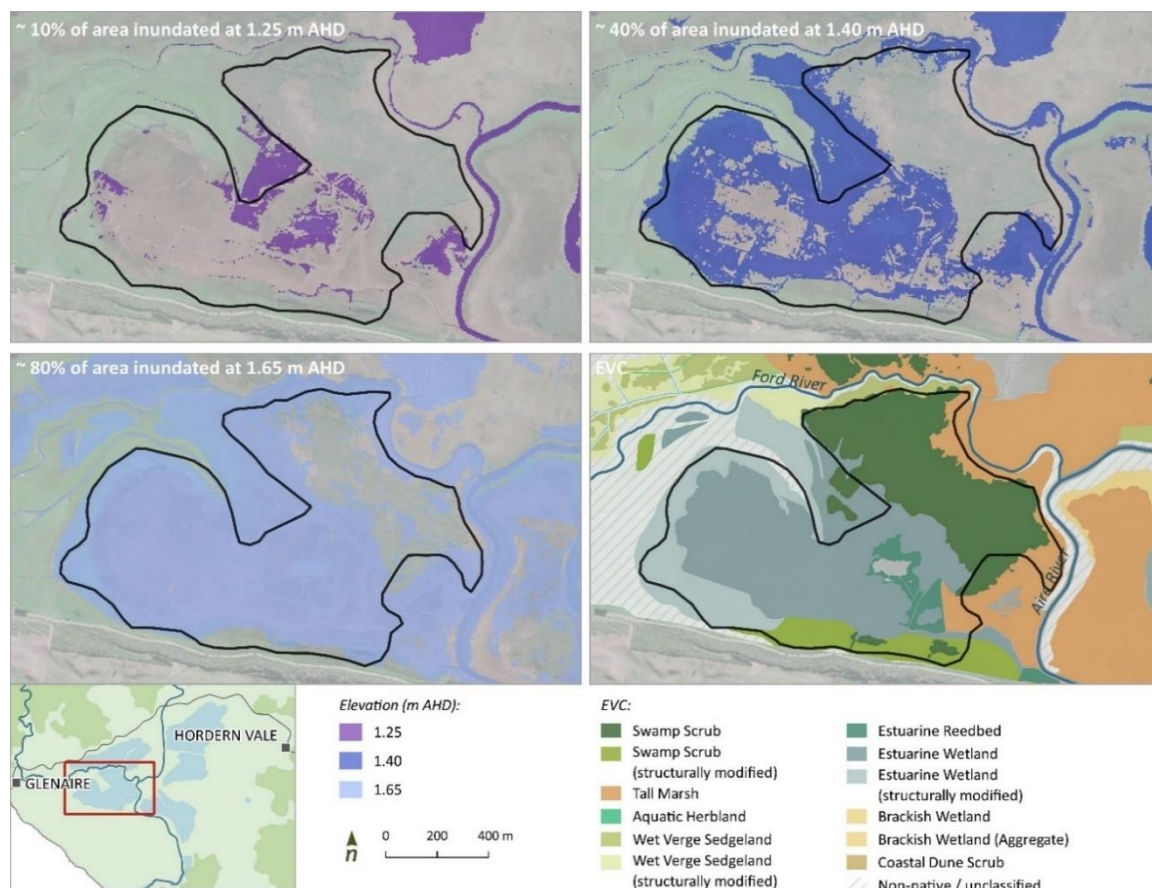 ~ 10% of area inundated at 1.25 m AHD
~ 40% of area inundated at 1.40 m AHD
~ 80% of area inundated at 1.65 m AHD
EVC
Ford River
Aire River
HORDERN VALE
GLENAIRE
Elevation (m AHD):
1.25
1.40
1.65
n
0 200 400 m
EVC:
Swamp Scrub
Swamp Scrub
(structurally modified)
Tall Marsh
Aquatic Herbland
Wet Verge Sedgeland
Wet Verge Sedgeland
(structurally modified)
Estuarine Reedbed
Estuarine Wetland
Estuarine Wetland
(structurally modified)
Brackish Wetland
Brackish Wetland (Aggregate)
Coastal Dune Scrub
Non-native / unclassified